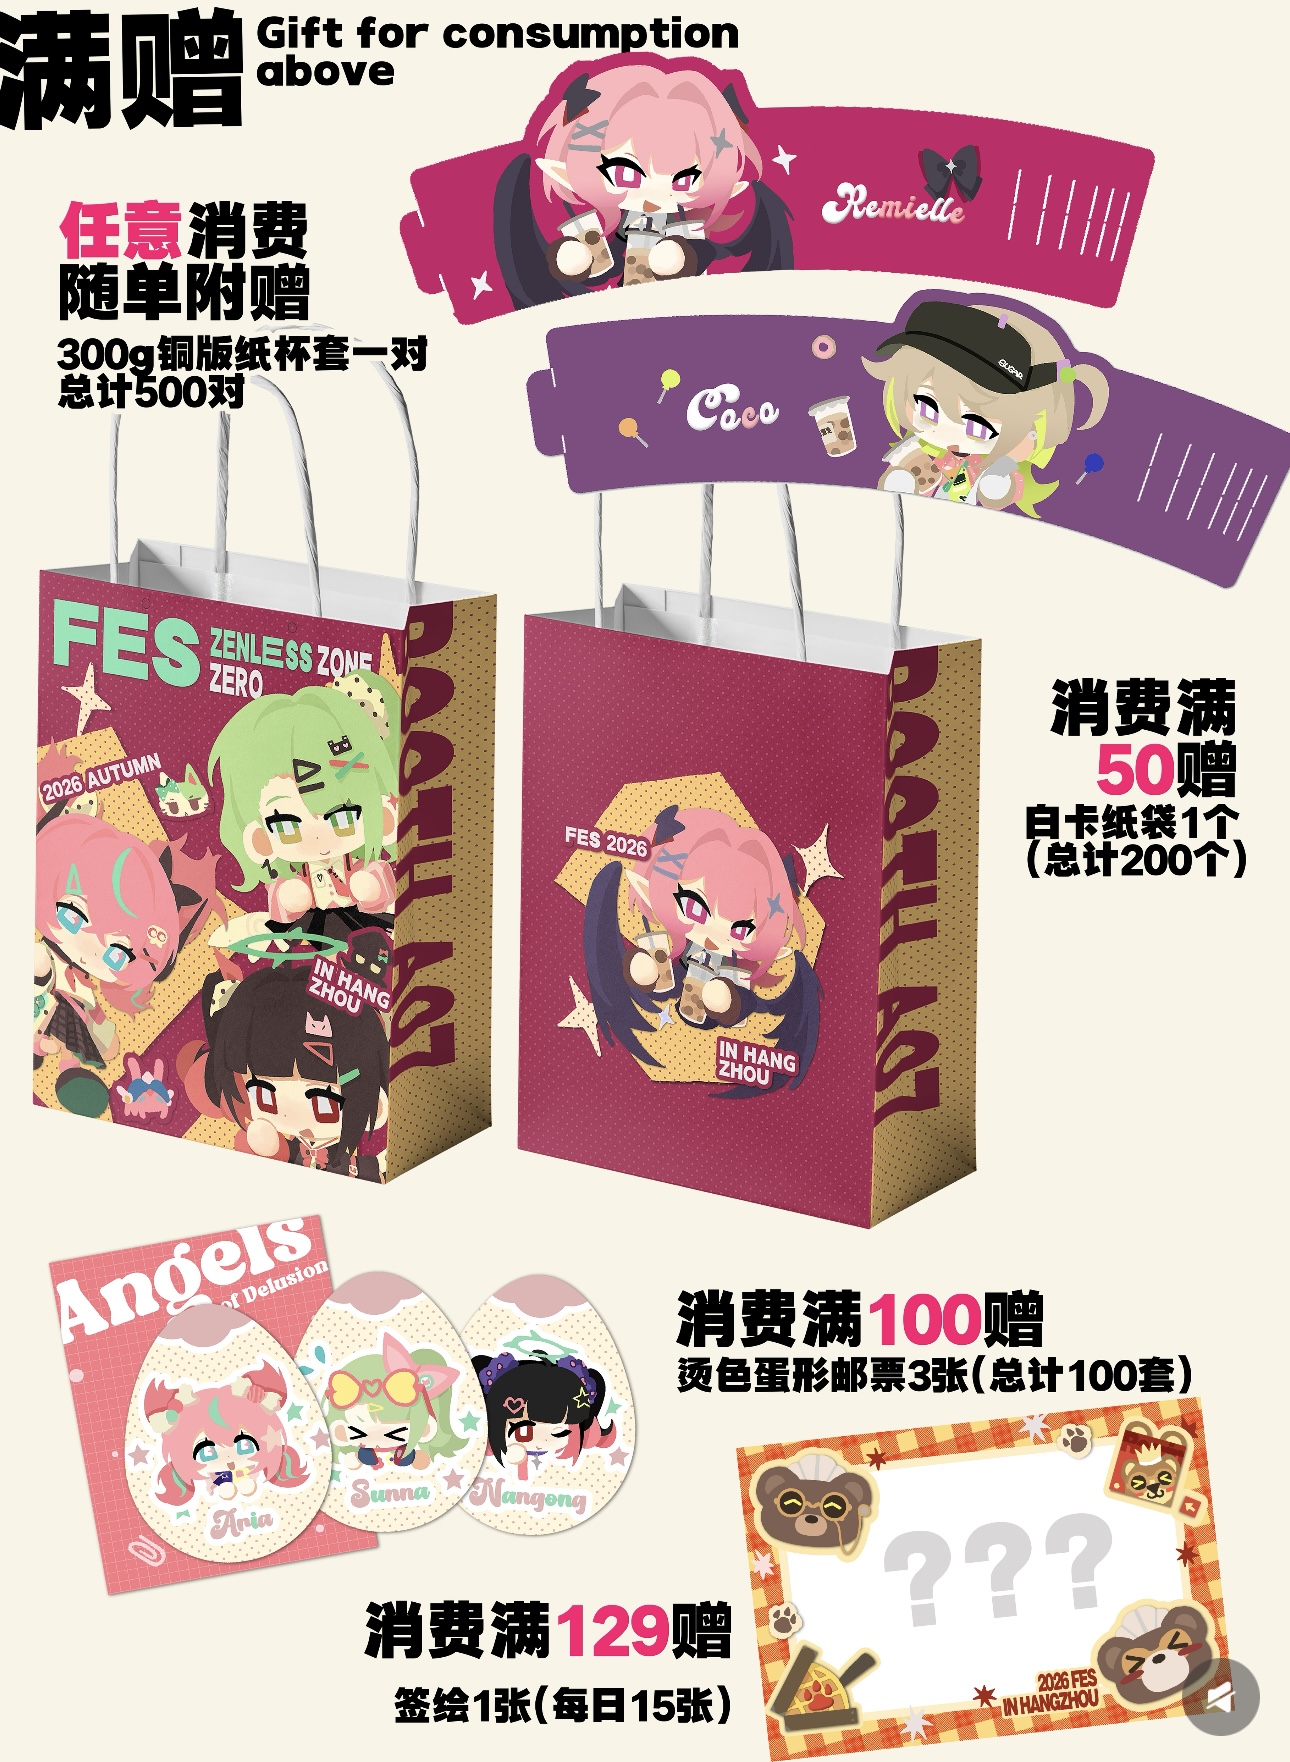 满赠
Gift for consumption
above
任意消费
随单附赠
300g铜版纸杯套一对
总计500对
Remielle
Coco
SUGAR
FES
ZENLESS ZONE
ZERO
2026 AUTUMN
IN HANG
ZHOU
BOOTH A07
FES 2026
IN HANG
ZHOU
BOOTH A07
消费满
50赠
白卡纸袋1个
(总计200个)
Angels
of Delusion
Aria
Sunna
Nangong
消费满100赠
烫色蛋形邮票3张(总计100套)
???
2026 FES
IN HANGZHOU
消费满129赠
签绘1张(每日15张)